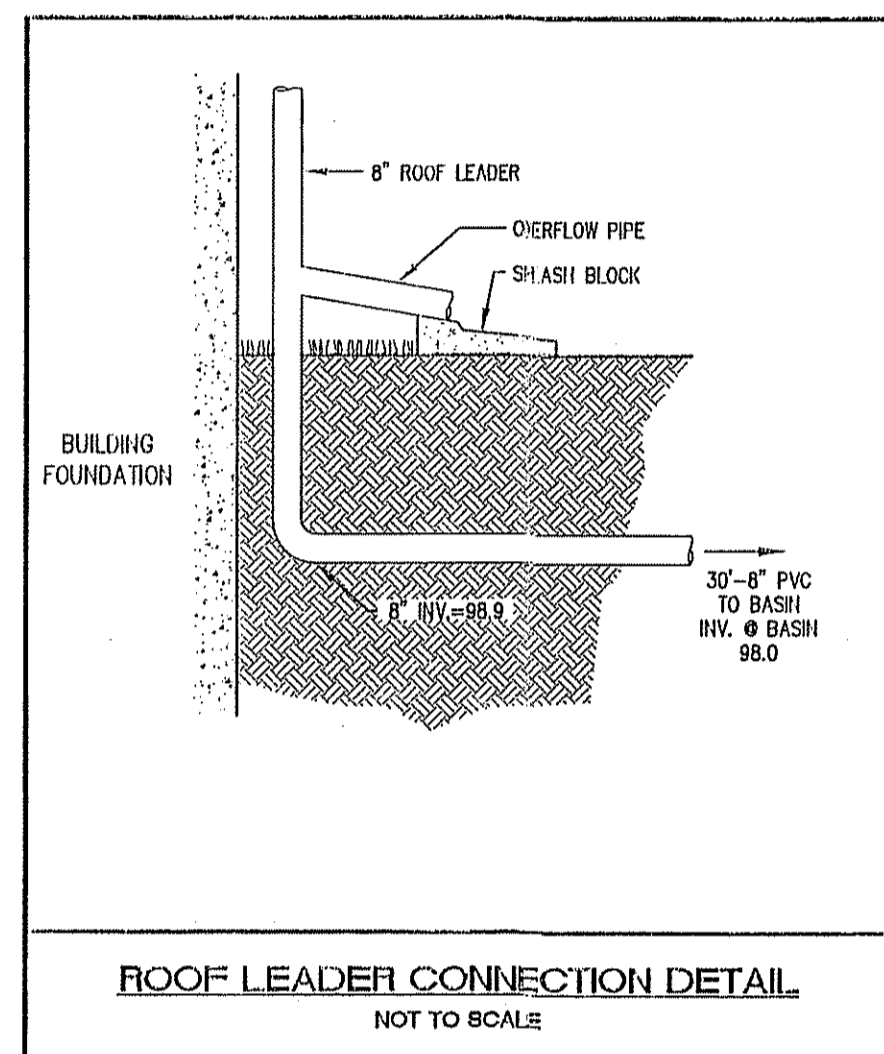 8" ROOF LEADER
OVERFLOW PIPE
SPLASH BLOCK
BUILDING
FOUNDATION
8" INV.=98.9
30'-8" PVC
TO BASIN
INV. @ BASIN
98.0
ROOF LEADER CONNECTION DETAIL
NOT TO SCALE